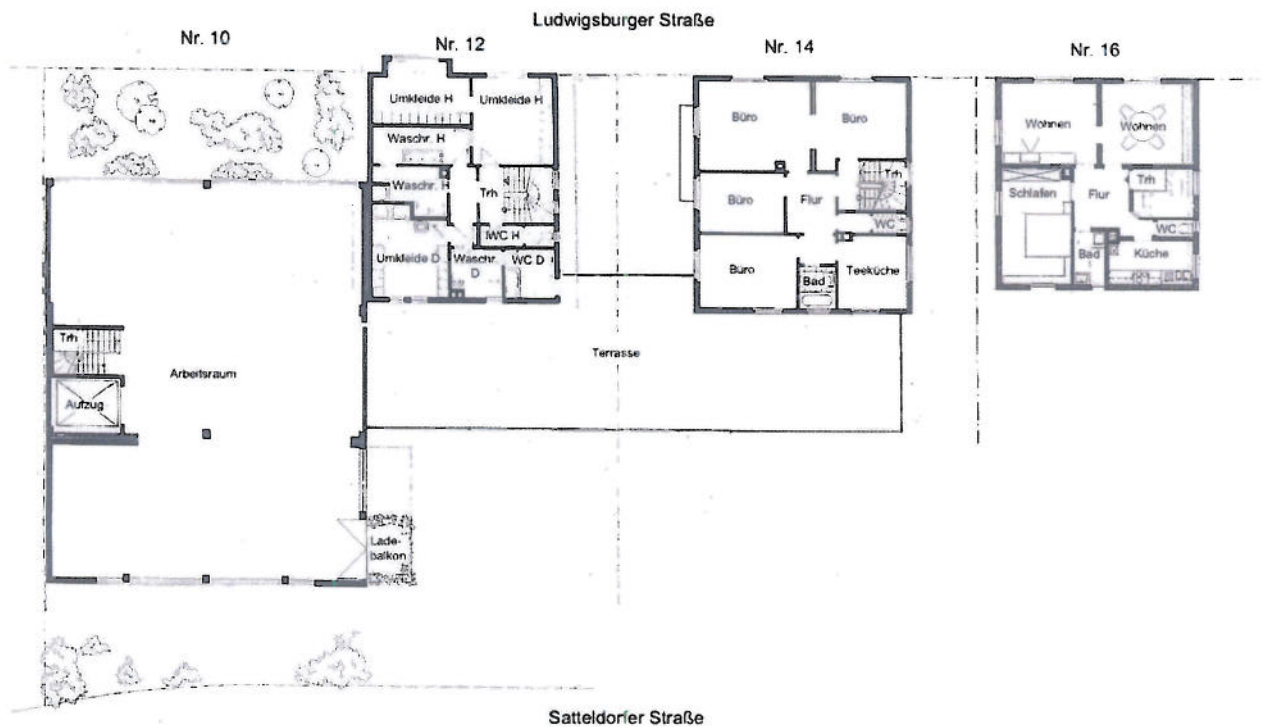 Ludwigsburger Straße
Nr. 10
Nr. 12
Nr. 14
Nr. 16
Umkleide H
Umkleide H
Waschr. H
Waschr. H
Trh
WC H
Umkleide D
Waschr.
D
WC D
Büro
Büro
Büro
Flur
Trh
WC
Büro
Bad
Teeküche
Wohnen
Wohnen
Schlafen
Flur
Trh
WC
Bad
Küche
Trh
Aufzug
Arbeitsraum
Terrasse
Lade-
balkon
Satteldorfer Straße